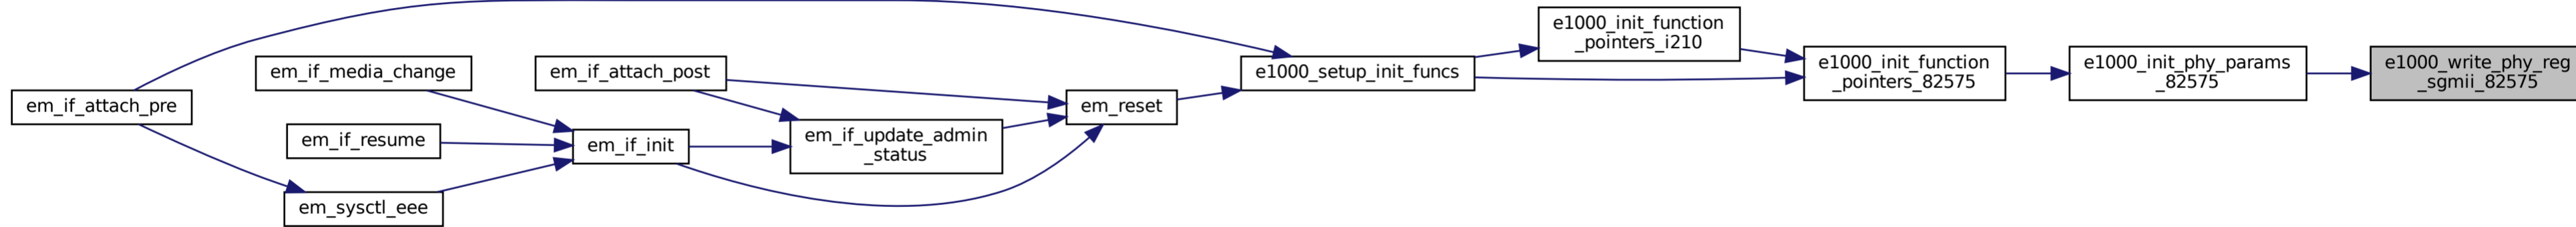 em_if_attach_pre
em_if_media_change
em_if_resume
em_sysctl_eee
em_if_attach_post
em_if_init
em_if_update_admin
_status
em_reset
e1000_setup_init_funcs
e1000_init_function
_pointers_i210
e1000_init_function
_pointers_82575
e1000_init_phy_params
_82575
e1000_write_phy_reg
_sgmii_82575